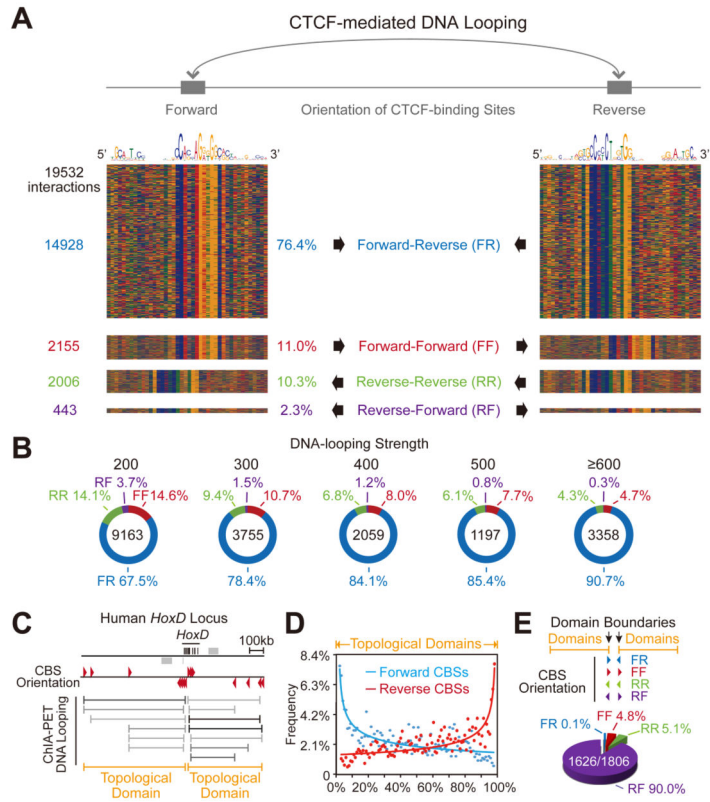 A
CTCF-mediated DNA Looping
Forward Orientation of CTCF-binding Sites Reverse
5' 3' 5' 3'
19532
interactions
14928 76.4% Forward-Reverse (FR)
2155 11.0% Forward-Forward (FF)
2006 10.3% Reverse-Reverse (RR)
443 2.3% Reverse-Forward (RF)
B
DNA-looping Strength
200 300 400 500 ≥600
RF 3.7% 1.5% 1.2% 0.8% 0.3%
RR 14.1% FF14.6% 9.4% 10.7% 6.8% 8.0% 6.1% 7.7% 4.3% 4.7%
9163 3755 2059 1197 3358
FR 67.5% 78.4% 84.1% 85.4% 90.7%
C
Human HoxD Locus
HoxD
100kb
CBS
Orientation
ChIA-PET
DNA Looping
Topological
Domain
Topological
Domain
D
Topological Domains
8.4%
6.3%
4.2%
2.1%
0%
Frequency
Forward CBSs
Reverse CBSs
0% 20% 40% 60% 80% 100%
E
Domain Boundaries
Domains Domains
CBS
Orientation
FR
FF
RR
RF
FR 0.1% FF 4.8%
RR 5.1%
1626/1806
RF 90.0%